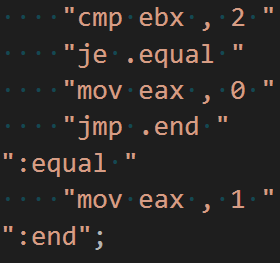 "cmp ebx , 2 "
"je .equal "
"mov eax , 0 "
"jmp .end "
":equal "
"mov eax , 1 "
":end";